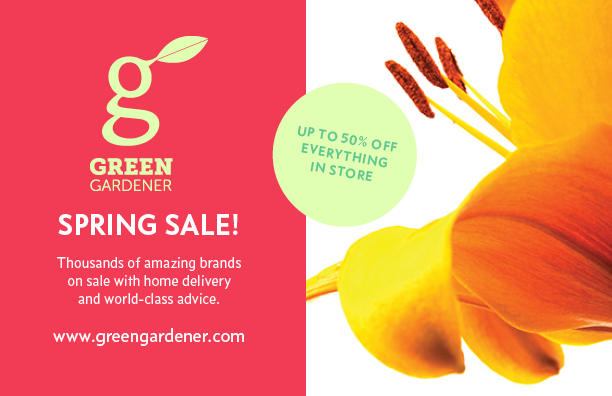 g
GREEN
GARDENER
SPRING SALE!
Thousands of amazing brands
on sale with home delivery
and world-class advice.
www.greengardener.com
UP TO 50% OFF
EVERYTHING
IN STORE